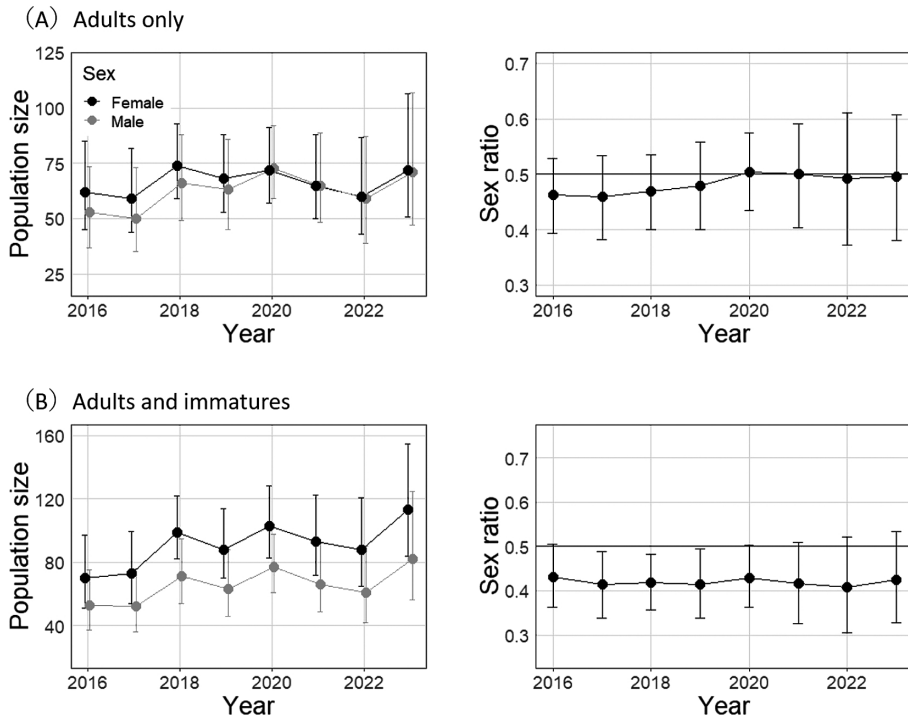 （A） Adults only
Population size
125
100
75
50
25
Sex
Female
Male
2016 2018 2020 2022
Year
Sex ratio
0.7
0.6
0.5
0.4
0.3
2016 2018 2020 2022
Year
（B） Adults and immatures
Population size
160
120
80
40
2016 2018 2020 2022
Year
Sex ratio
0.7
0.6
0.5
0.4
0.3
2016 2018 2020 2022
Year